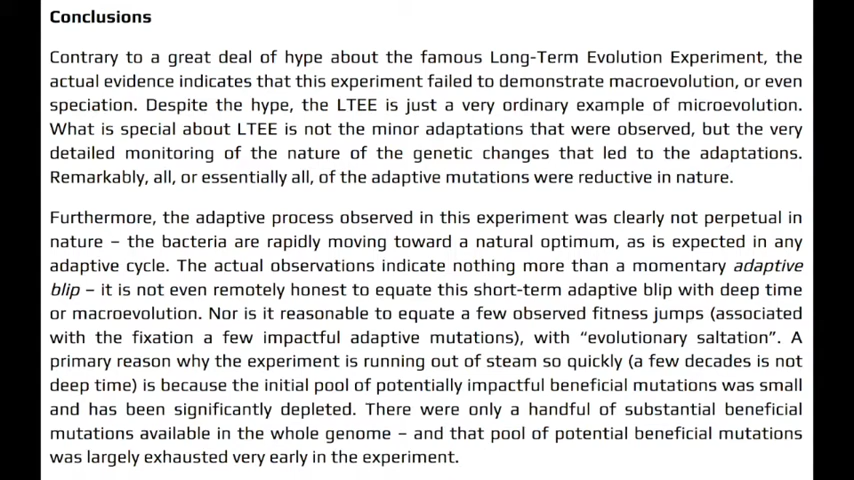 Conclusions
Contrary to a great deal of hype about the famous Long-Term Evolution Experiment, the
actual evidence indicates that this experiment failed to demonstrate macroevolution, or even
speciation. Despite the hype, the LTEE is just a very ordinary example of microevolution.
What is special about LTEE is not the minor adaptations that were observed, but the very
detailed monitoring of the nature of the genetic changes that led to the adaptations.
Remarkably, all, or essentially all, of the adaptive mutations were reductive in nature.
Furthermore, the adaptive process observed in this experiment was clearly not perpetual in
nature – the bacteria are rapidly moving toward a natural optimum, as is expected in any
adaptive cycle. The actual observations indicate nothing more than a momentary adaptive
blip – it is not even remotely honest to equate this short-term adaptive blip with deep time
or macroevolution. Nor is it reasonable to equate a few observed fitness jumps (associated
with the fixation a few impactful adaptive mutations), with “evolutionary saltation”. A
primary reason why the experiment is running out of steam so quickly (a few decades is not
deep time) is because the initial pool of potentially impactful beneficial mutations was small
and has been significantly depleted. There were only a handful of substantial beneficial
mutations available in the whole genome – and that pool of potential beneficial mutations
was largely exhausted very early in the experiment.